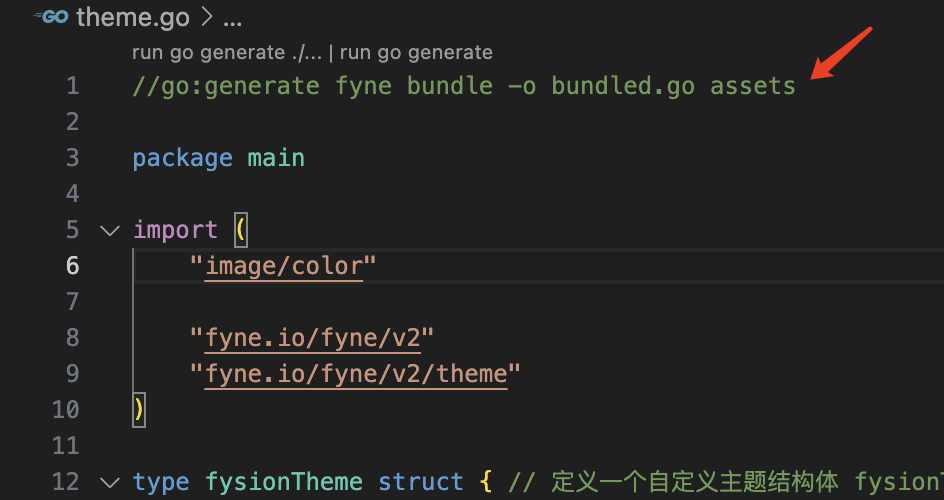 GO theme.go > ...
run go generate ./... | run go generate
1 //go:generate fyne bundle -o bundled.go assets
2
3 package main
4
5 import (
6 "image/color"
7
8 "fyne.io/fyne/v2"
9 "fyne.io/fyne/v2/theme"
10 )
11
12 type fysionTheme struct { // 定义一个自定义主题结构体 fysion